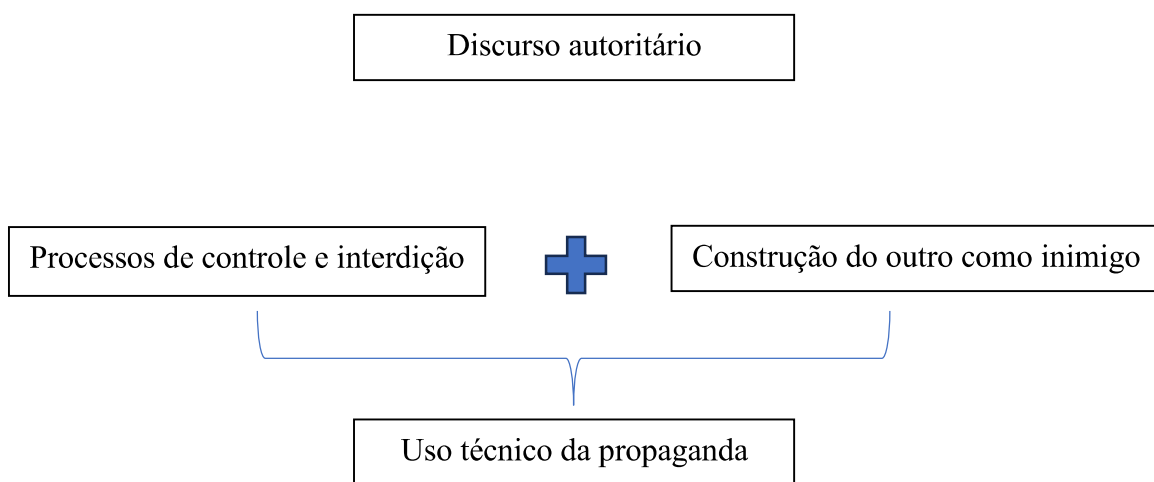 Discurso autoritário
Processos de controle e interdição
Construção do outro como inimigo
Uso técnico da propaganda